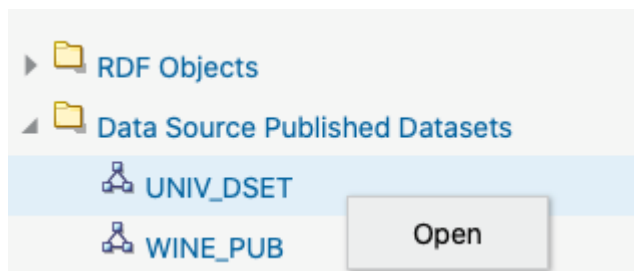 RDF Objects
Data Source Published Datasets
UNIV_DSET
Open
WINE_PUB